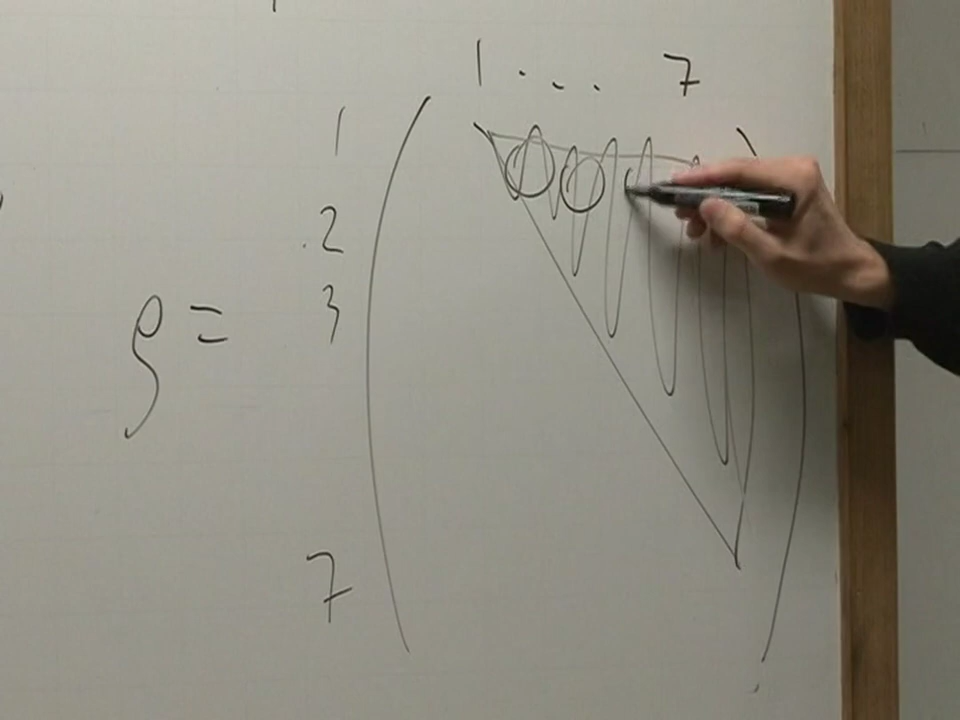 1 . . . 7
1
2
3
ρ =
7